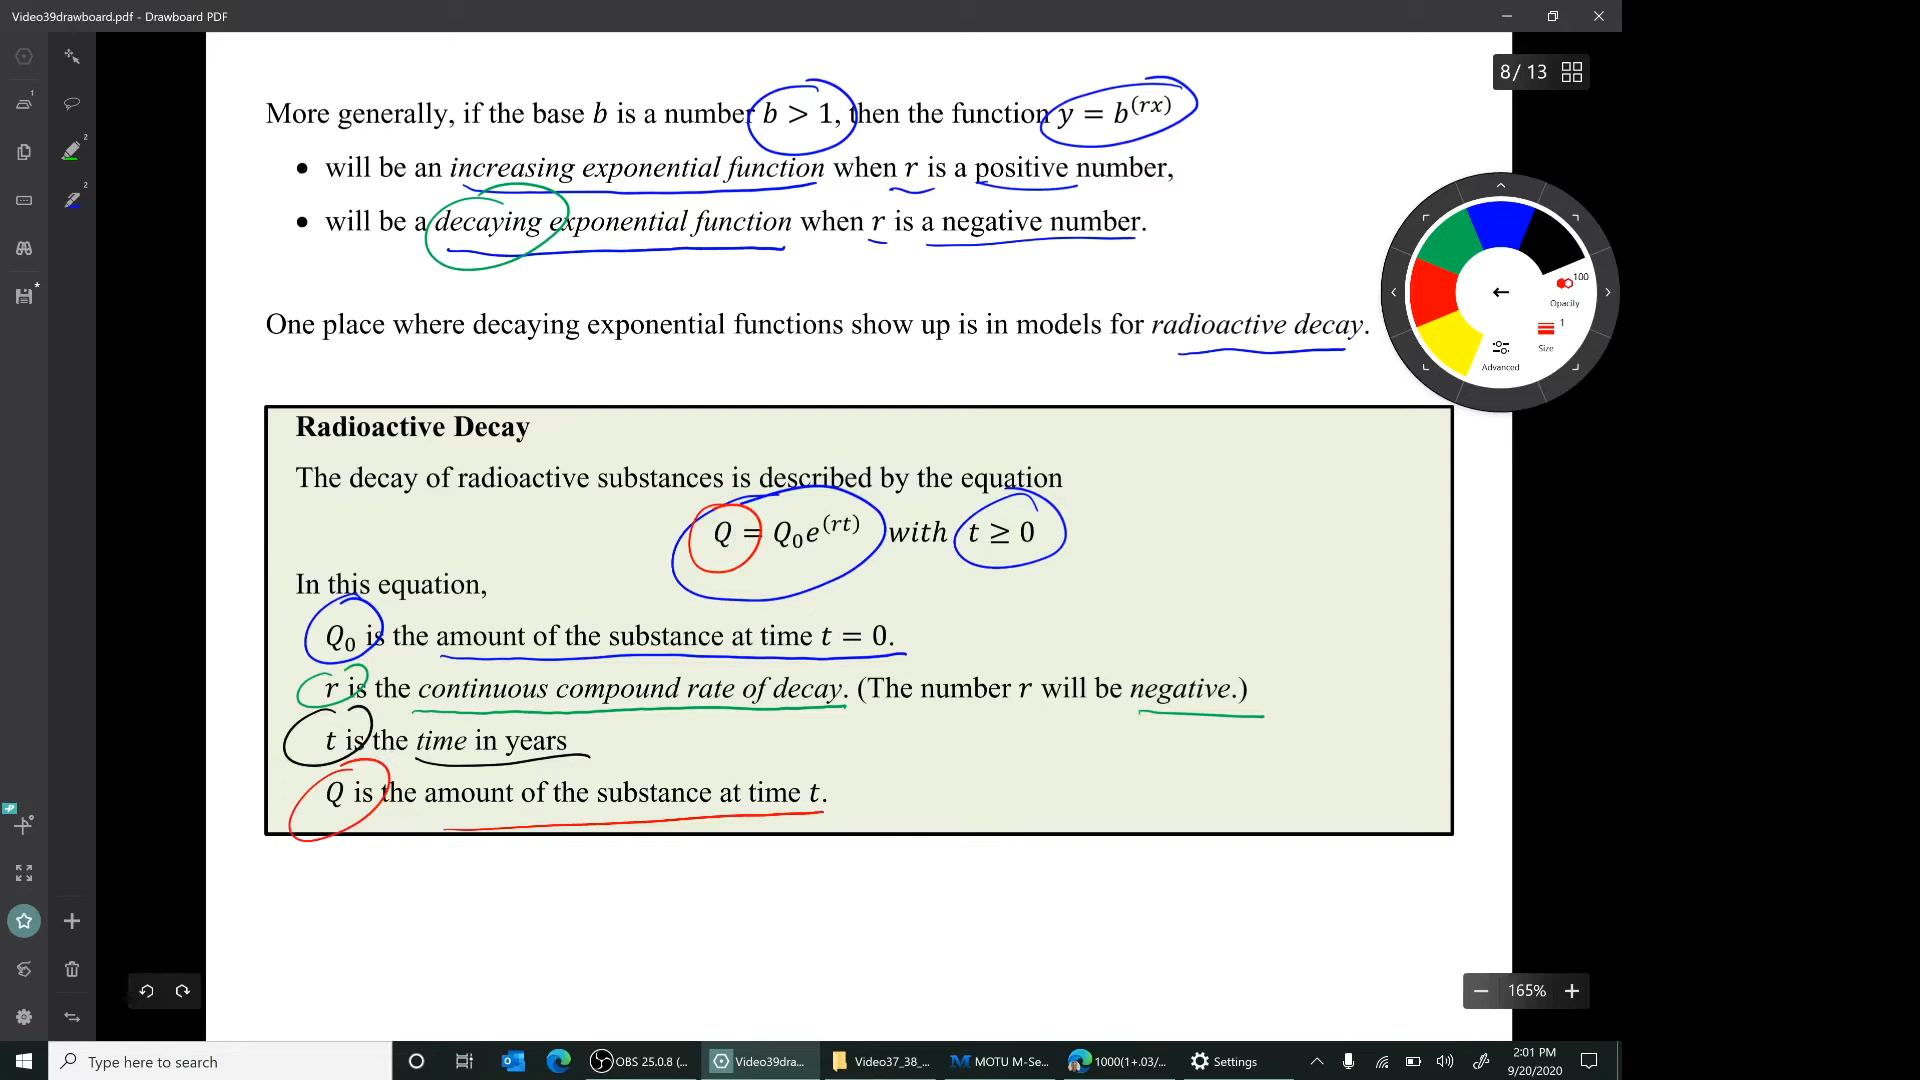 Video39drawboard.pdf - Drawboard PDF
8 / 13
More generally, if the base b is a number b > 1, then the function y = b^(rx)
• will be an increasing exponential function when r is a positive number,
• will be a decaying exponential function when r is a negative number.
One place where decaying exponential functions show up is in models for radioactive decay.
100
Opacity
1
Size
Advanced
Radioactive Decay
The decay of radioactive substances is described by the equation
Q = Q₀e^(rt) with t ≥ 0
In this equation,
Q₀ is the amount of the substance at time t = 0.
r is the continuous compound rate of decay. (The number r will be negative.)
t is the time in years
Q is the amount of the substance at time t.
1
2
2
165%
Type here to search
OBS 25.0.8 (...
Video39dra...
Video37_38_...
MOTU M-Se...
1000(1+.03/...
Settings
2:01 PM
9/20/2020